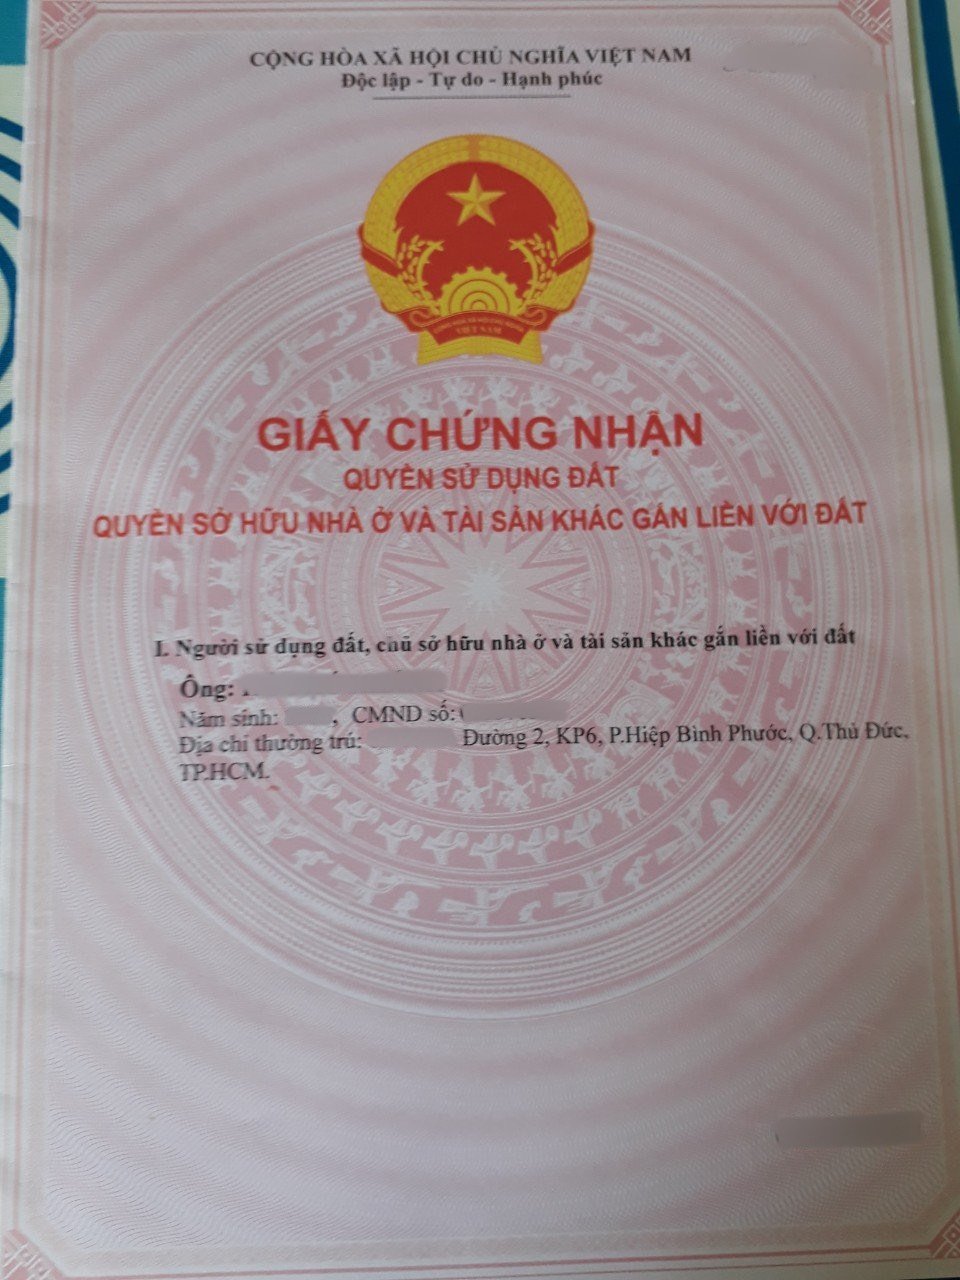 CỘNG HÒA XÃ HỘI CHỦ NGHĨA VIỆT NAM
Độc lập - Tự do - Hạnh phúc
VIỆT NAM
GIẤY CHỨNG NHẬN
QUYỀN SỬ DỤNG ĐẤT
QUYỀN SỞ HỮU NHÀ Ở VÀ TÀI SẢN KHÁC GẮN LIỀN VỚI ĐẤT
I. Người sử dụng đất, chủ sở hữu nhà ở và tài sản khác gắn liền với đất
Ông:
Năm sinh: , CMND số:
Địa chỉ thường trú: Đường 2, KP6, P.Hiệp Bình Phước, Q.Thủ Đức,
TP.HCM.